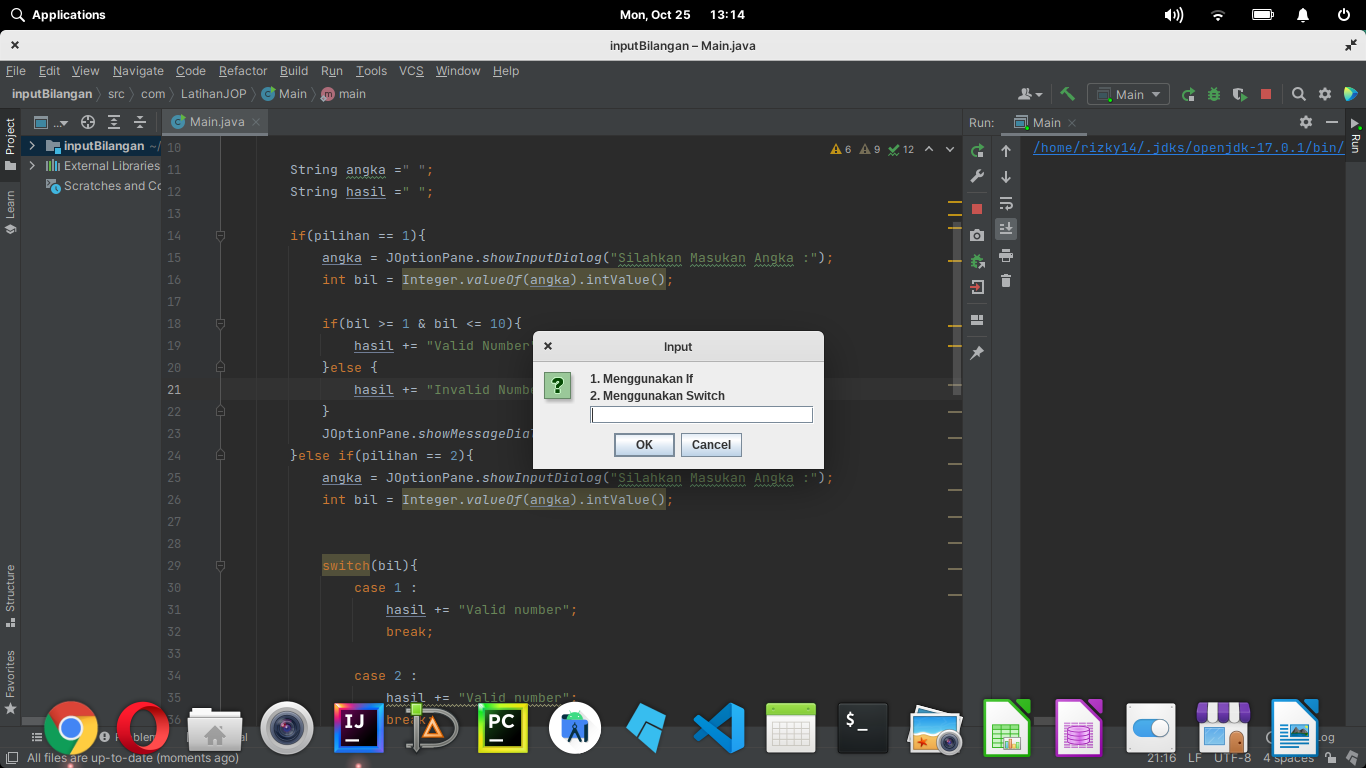 Applications
Mon, Oct 25 13:14
inputBilangan – Main.java
File Edit View Navigate Code Refactor Build Run Tools VCS Window Help
inputBilangan src com LatihanJOP Main main
Main
Project
... Main.java
Run: Main
Run
inputBilangan ~/
External Libraries
Scratches and Co
Learn
Structure
Favorites
6 9 12
/home/rizky14/.jdks/openjdk-17.0.1/bin/
10
11 String angka =" ";
12 String hasil =" ";
13
14 if(pilihan == 1){
15 angka = JOptionPane.showInputDialog("Silahkan Masukan Angka :");
16 int bil = Integer.valueOf(angka).intValue();
17
18 if(bil >= 1 & bil <= 10){
19 hasil += "Valid Number"
20 }else {
21 hasil += "Invalid Numbe
22 }
23 JOptionPane.showMessageDia
24 }else if(pilihan == 2){
25 angka = JOptionPane.showInputDialog("Silahkan Masukan Angka :");
26 int bil = Integer.valueOf(angka).intValue();
27
28
29 switch(bil){
30 case 1 :
31 hasil += "Valid number";
32 break;
33
34 case 2 :
35 hasil += "Valid number";
36 break;
Input
?
1. Menggunakan If
2. Menggunakan Switch
OK Cancel
IJ
PC
$ >_
All files are up-to-date (moments ago)
21:16 LF UTF-8 4 spaces